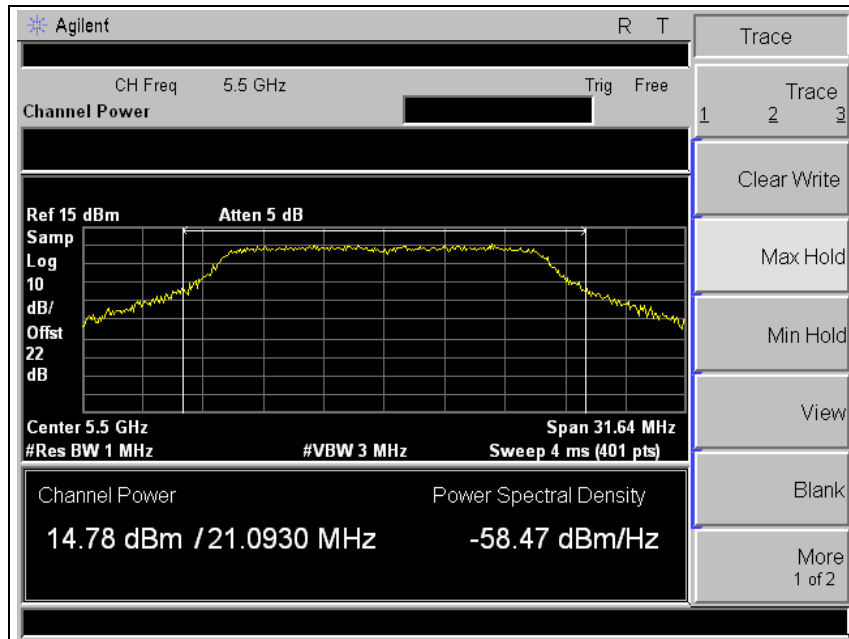 Agilent R T
Trace
CH Freq 5.5 GHz Trig Free
Channel Power
Trace
1 2 3
Clear Write
Max Hold
Min Hold
View
Blank
More
1 of 2
Ref 15 dBm Atten 5 dB
Samp
Log
10
dB/
Offst
22
dB
Center 5.5 GHz Span 31.64 MHz
#Res BW 1 MHz #VBW 3 MHz Sweep 4 ms (401 pts)
Channel Power Power Spectral Density
14.78 dBm / 21.0930 MHz -58.47 dBm/Hz